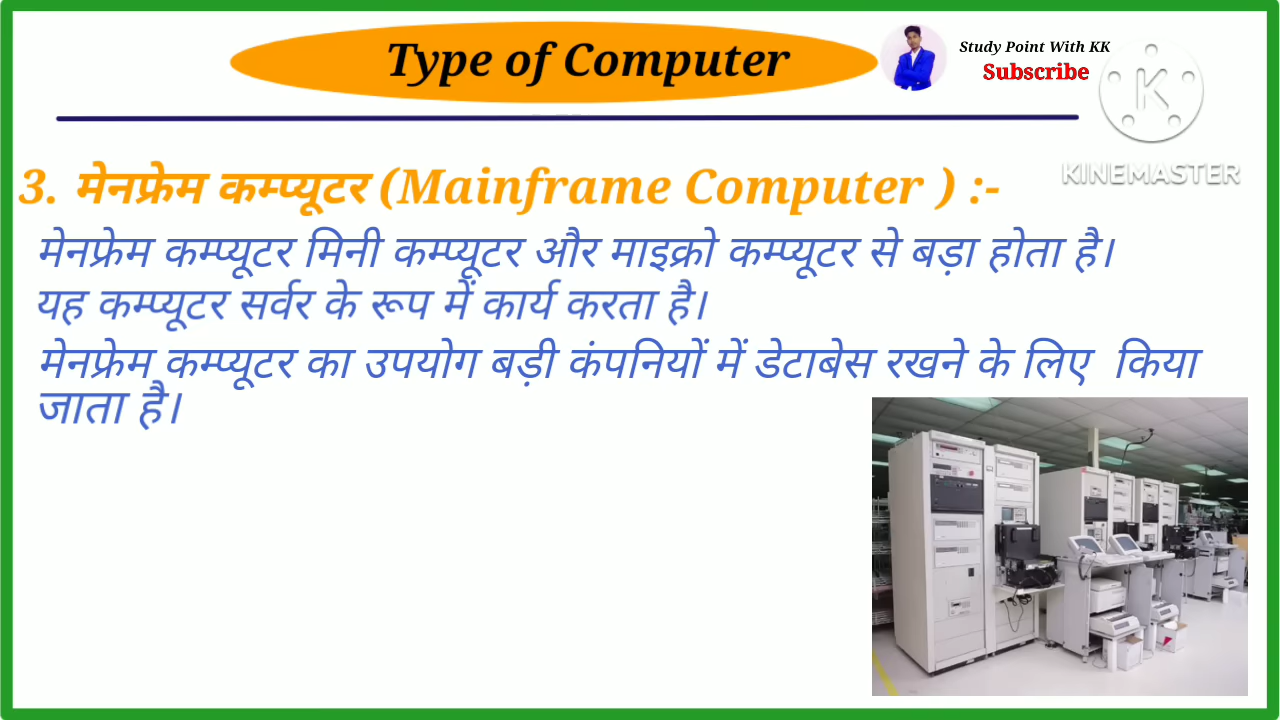 Type of Computer
Study Point With KK
Subscribe
K
KINEMASTER
3. मेनफ्रेम कम्प्यूटर (Mainframe Computer ) :-
मेनफ्रेम कम्प्यूटर मिनी कम्प्यूटर और माइक्रो कम्प्यूटर से बड़ा होता है।
यह कम्प्यूटर सर्वर के रूप में कार्य करता है।
मेनफ्रेम कम्प्यूटर का उपयोग बड़ी कंपनियों में डेटाबेस रखने के लिए किया
जाता है।